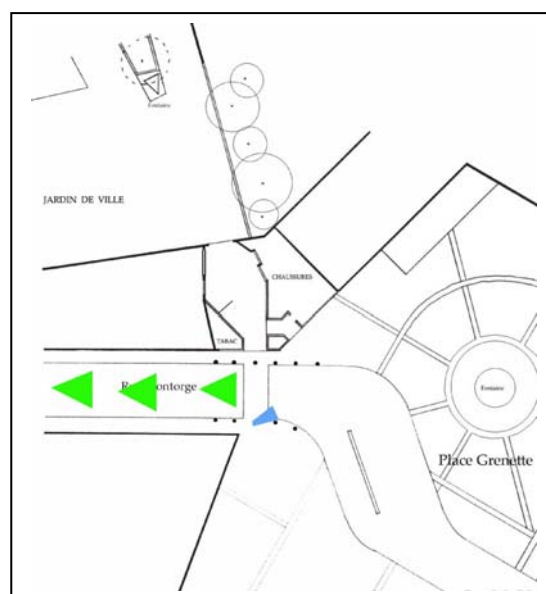 Fontaine
JARDIN DE VILLE
CHAUSSURES
TABAC
Fontaine
Place Grenette